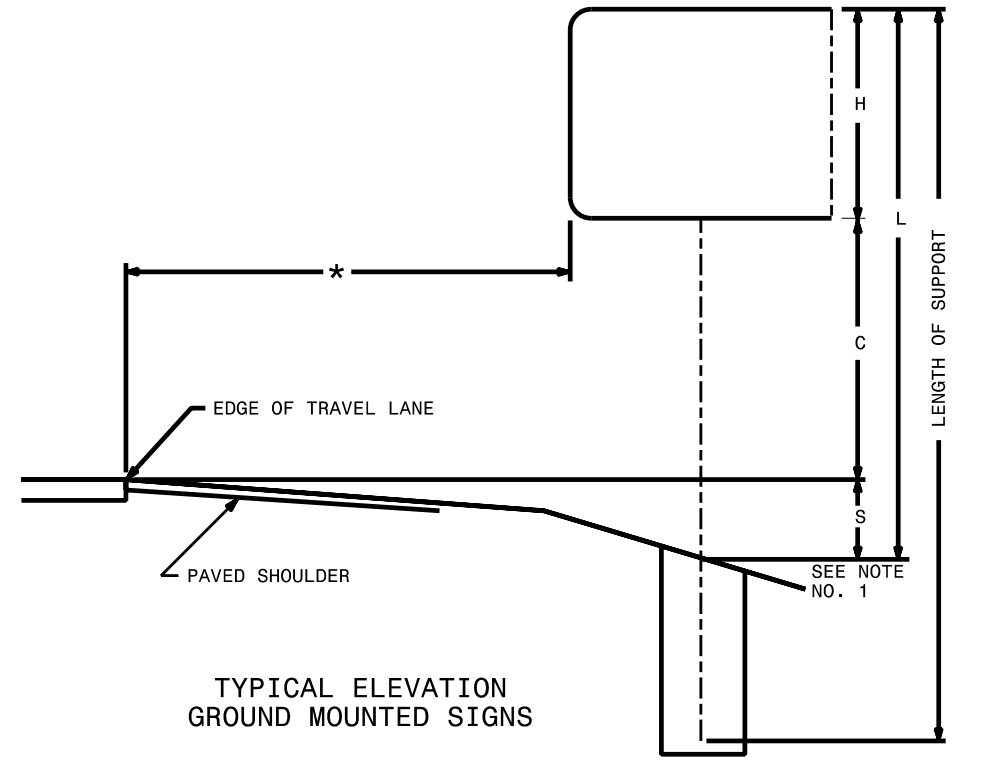 H
L
LENGTH OF SUPPORT
*
C
EDGE OF TRAVEL LANE
S
PAVED SHOULDER
SEE NOTE
NO. 1
TYPICAL ELEVATION
GROUND MOUNTED SIGNS